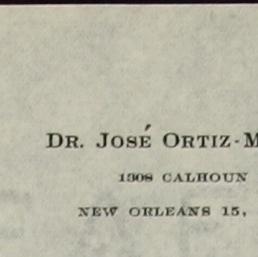 DR. JOSÉ ORTIZ-M
1308 CALHOUN
NEW ORLEANS 15,